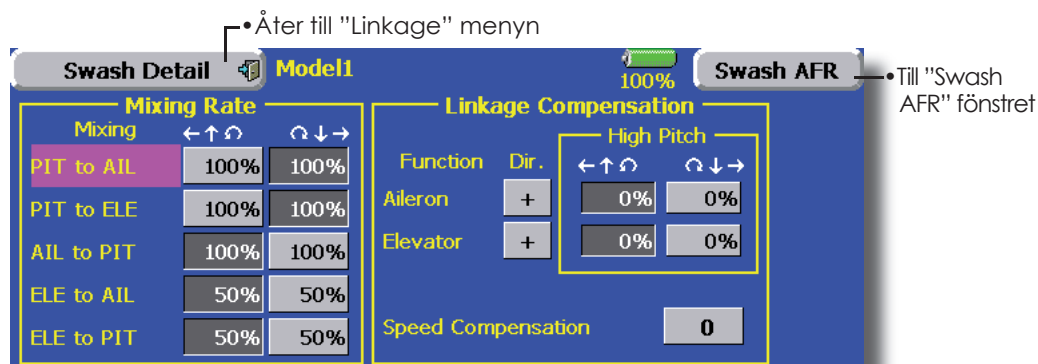 •Åter till ”Linkage” menyn
Swash Detail
Model1
100%
Swash AFR
•Till ”Swash
AFR” fönstret
Mixing Rate
Mixing ←↑↶ ↷↓→
PIT to AIL 100% 100%
PIT to ELE 100% 100%
AIL to PIT 100% 100%
ELE to AIL 50% 50%
ELE to PIT 50% 50%
Linkage Compensation
High Pitch
Function Dir. ←↑↶ ↷↓→
Aileron + 0% 0%
Elevator + 0% 0%
Speed Compensation 0